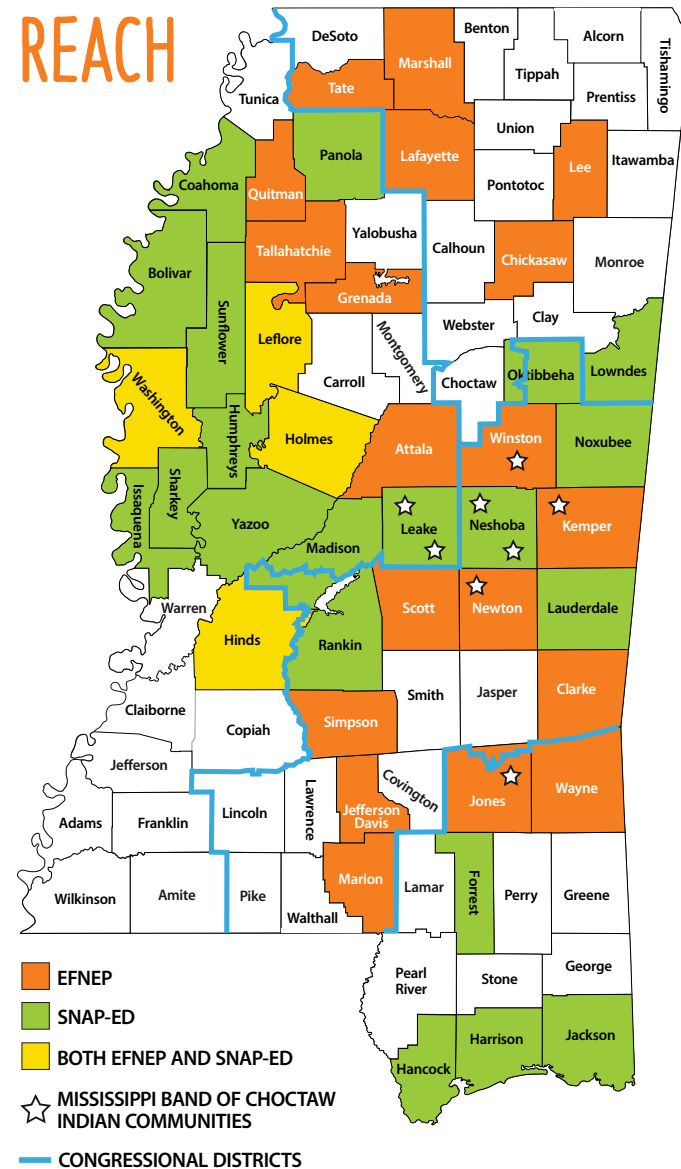 REACH
DeSoto
Benton
Alcorn
Tishamingo
Marshall
Tippah
Tate
Prentiss
Tunica
Union
Panola
Lafayette
Lee
Itawamba
Coahoma
Quitman
Pontotoc
Yalobusha
Tallahatchie
Calhoun
Chickasaw
Monroe
Bolivar
Grenada
Sunflower
Leflore
Montgomery
Webster
Clay
Carroll
Choctaw
Oktibbeha
Lowndes
Washington
Humphreys
Holmes
Attala
Winston
Noxubee
Issaquena
Sharkey
Yazoo
Leake
Neshoba
Kemper
Madison
Warren
Scott
Newton
Lauderdale
Hinds
Rankin
Smith
Jasper
Clarke
Claiborne
Copiah
Simpson
Jefferson
Covington
Lawrence
Lincoln
Jefferson
Davis
Jones
Wayne
Adams
Franklin
Marion
Lamar
Forrest
Perry
Greene
Wilkinson
Amite
Pike
Walthall
Pearl
River
Stone
George
Hancock
Harrison
Jackson
EFNEP
SNAP-ED
BOTH EFNEP AND SNAP-ED
MISSISSIPPI BAND OF CHOCTAW
INDIAN COMMUNITIES
CONGRESSIONAL DISTRICTS